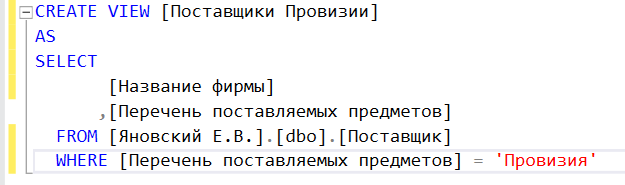 CREATE VIEW [Поставщики Провизии]
AS
SELECT
[Название фирмы]
,[Перечень поставляемых предметов]
FROM [Яновский Е.В.].[dbo].[Поставщик]
WHERE [Перечень поставляемых предметов] = 'Провизия'